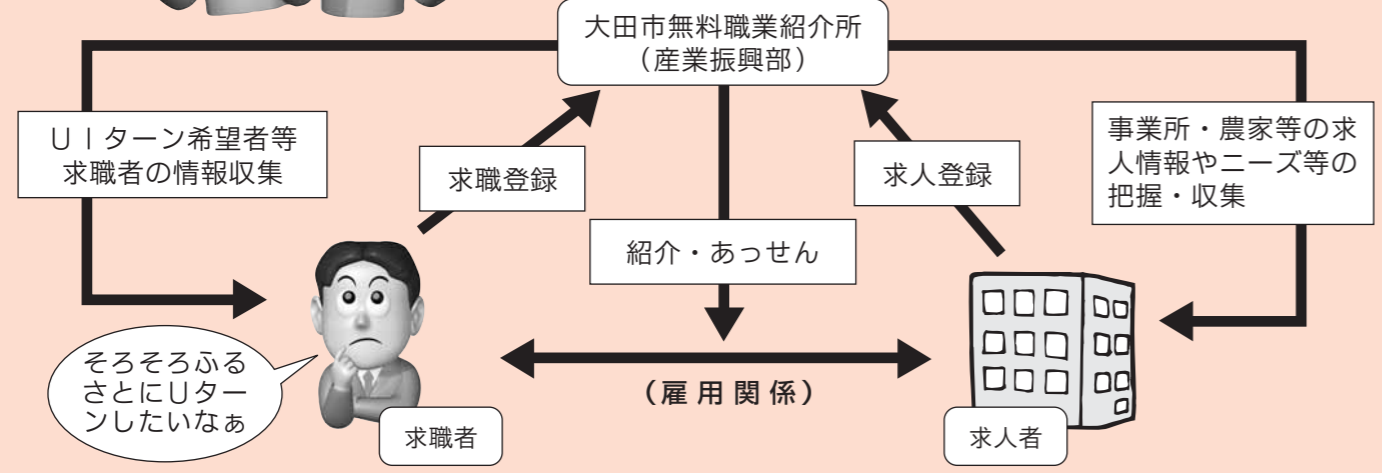 大田市無料職業紹介所
（産業振興部）
ＵＩターン希望者等
求職者の情報収集
求職登録
求人登録
事業所・農家等の求
人情報やニーズ等の
把握・収集
紹介・あっせん
そろそろふる
さとにＵター
ンしたいなぁ
（雇用関係）
求職者
求人者